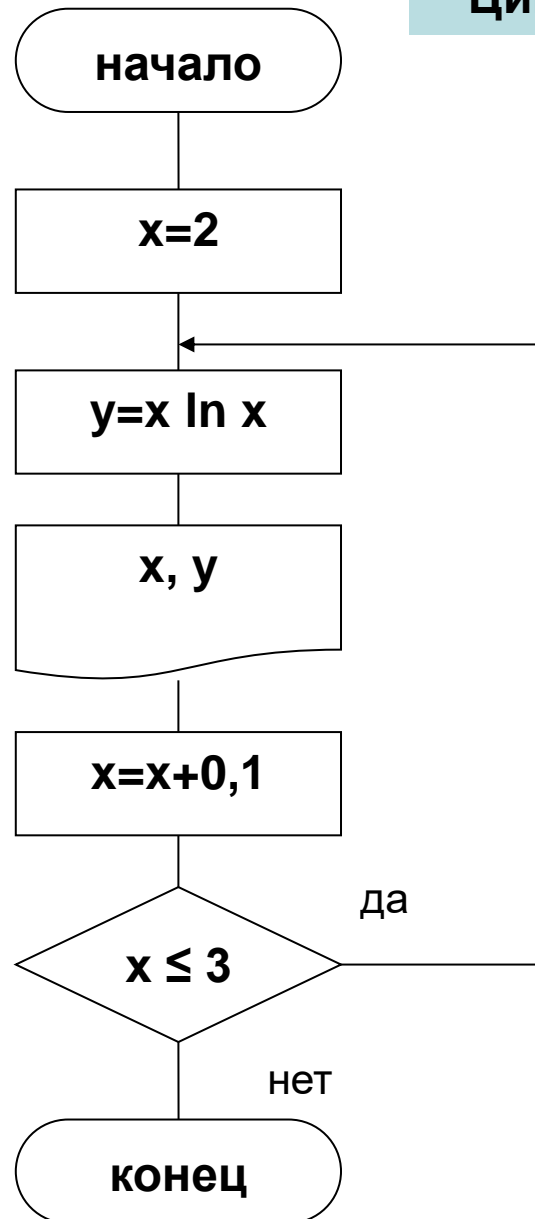 начало
x=2
y=x ln x
x, y
x=x+0,1
да
x ≤ 3
нет
конец